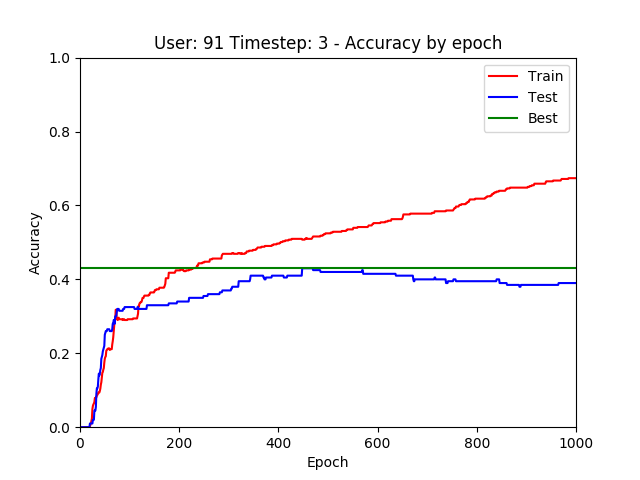 User: 91 Timestep: 3 - Accuracy by epoch
Accuracy
1.0
0.8
0.6
0.4
0.2
0.0
Train
Test
Best
0 200 400 600 800 1000
Epoch